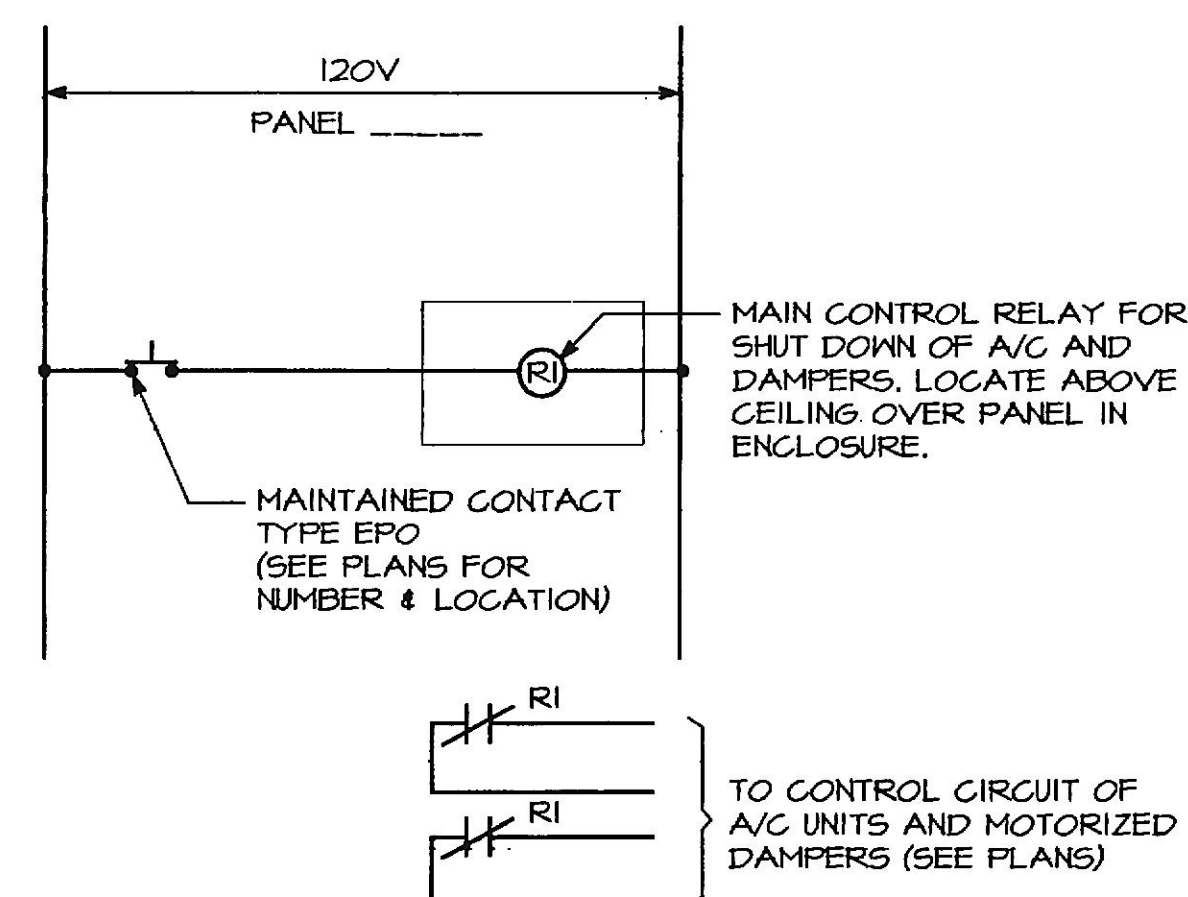 120V
PANEL _____
R1
MAIN CONTROL RELAY FOR
SHUT DOWN OF A/C AND
DAMPERS. LOCATE ABOVE
CEILING OVER PANEL IN
ENCLOSURE.
MAINTAINED CONTACT
TYPE EPO
(SEE PLANS FOR
NUMBER & LOCATION)
R1
R1
TO CONTROL CIRCUIT OF
A/C UNITS AND MOTORIZED
DAMPERS (SEE PLANS)